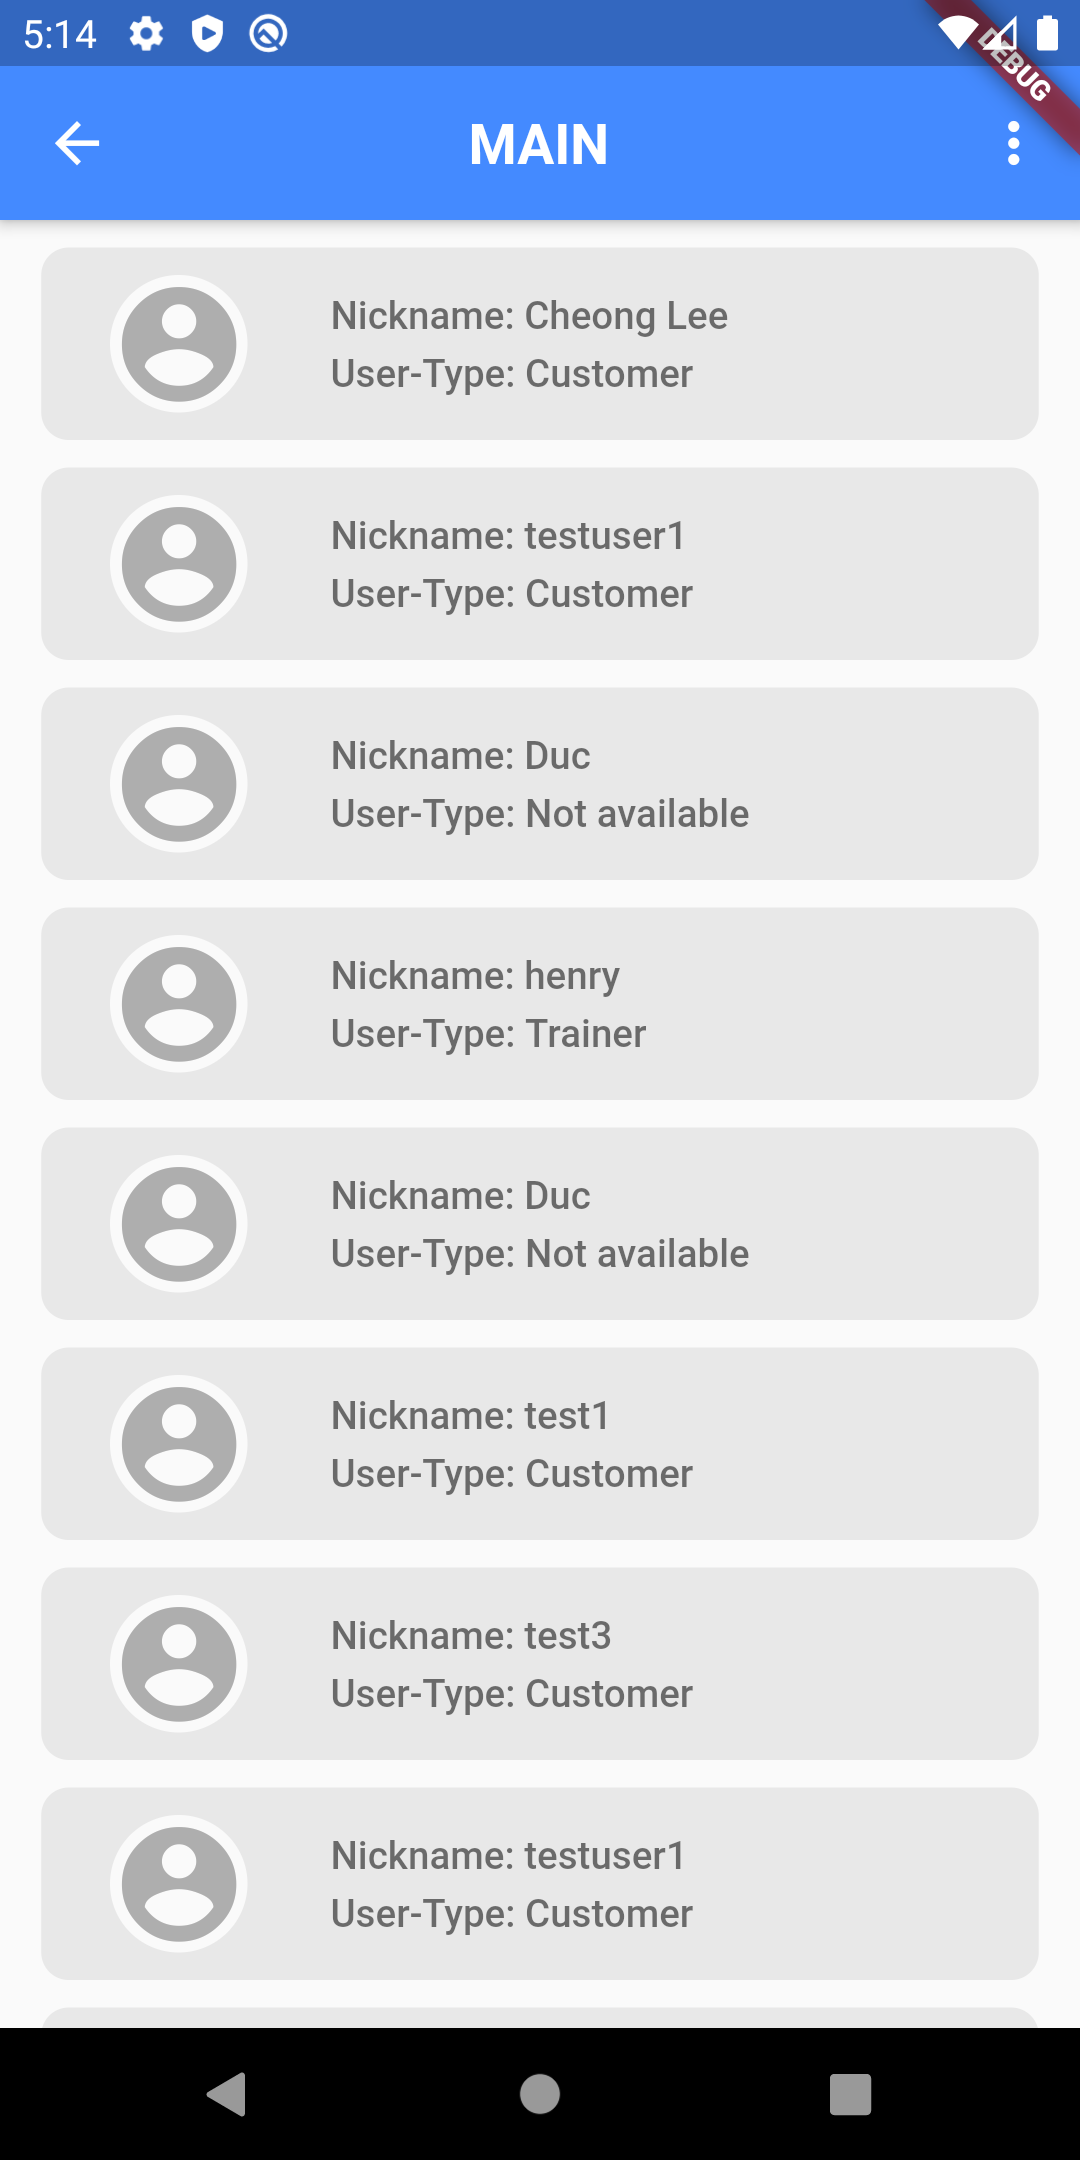 5:14
DEBUG
MAIN
Nickname: Cheong Lee
User-Type: Customer
Nickname: testuser1
User-Type: Customer
Nickname: Duc
User-Type: Not available
Nickname: henry
User-Type: Trainer
Nickname: Duc
User-Type: Not available
Nickname: test1
User-Type: Customer
Nickname: test3
User-Type: Customer
Nickname: testuser1
User-Type: Customer